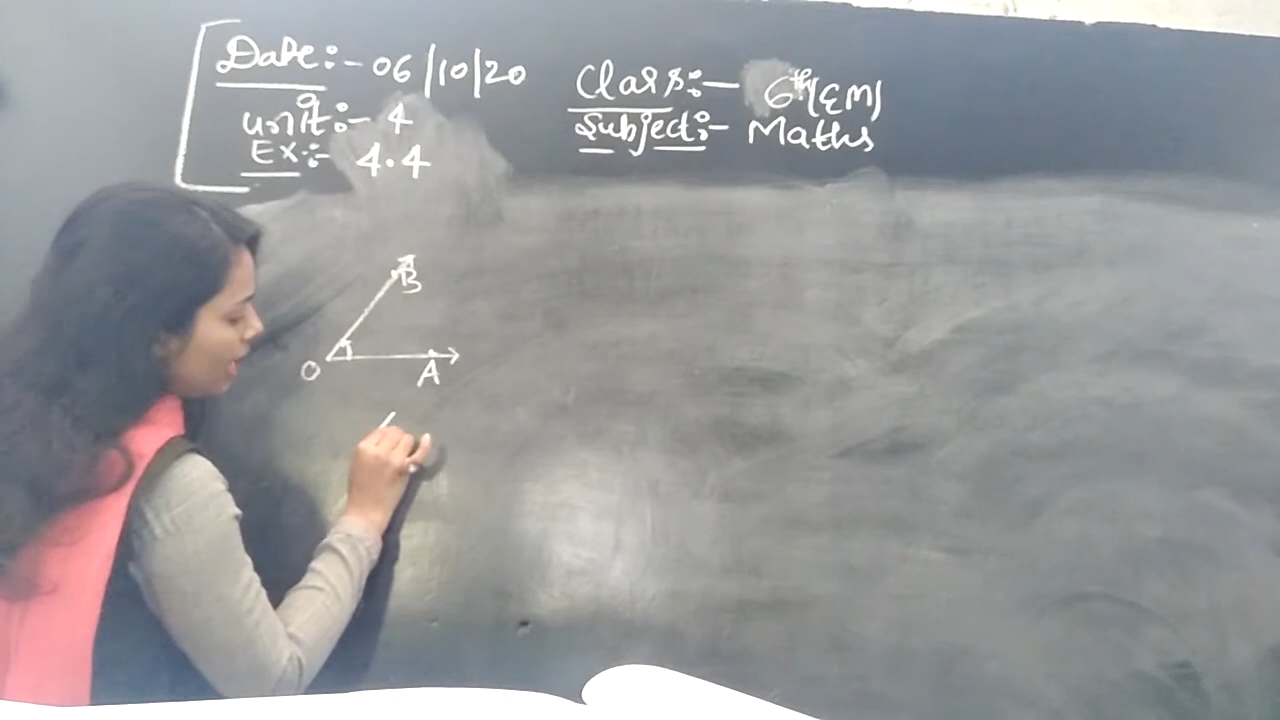 Date:- 06/10/20
Unit:- 4
Ex:- 4.4
Class:- 6th (EM)
Subject:- Maths
B
O
A